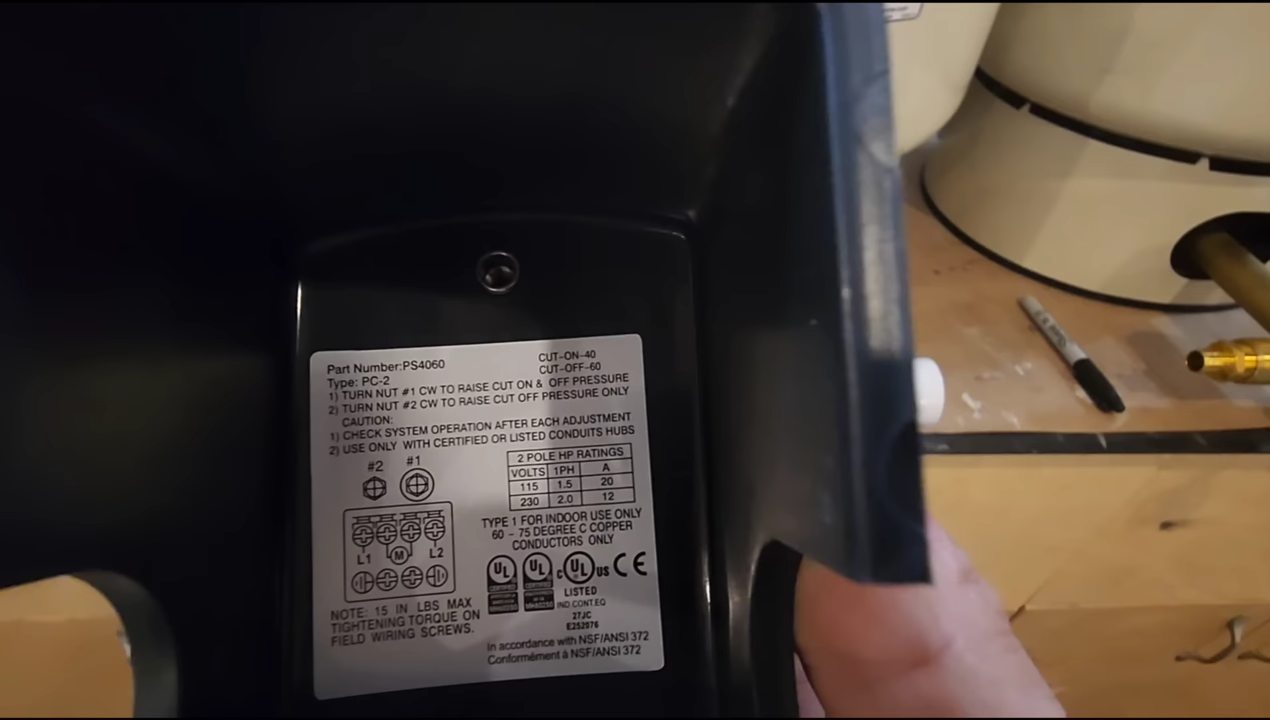 Part Number:PS4060
CUT-ON-40
Type: PC-2
CUT-OFF-60
1) TURN NUT #1 CW TO RAISE CUT ON & OFF PRESSURE
2) TURN NUT #2 CW TO RAISE CUT OFF PRESSURE ONLY
CAUTION:
1) CHECK SYSTEM OPERATION AFTER EACH ADJUSTMENT
2) USE ONLY WITH CERTIFIED OR LISTED CONDUITS HUBS
#2 #1
L1 M L2
NOTE: 15 IN LBS MAX
TIGHTENING TORQUE ON
FIELD WIRING SCREWS.
2 POLE HP RATINGS
VOLTS 1PH A
115 1.5 20
230 2.0 12
TYPE 1 FOR INDOOR USE ONLY
60 - 75 DEGREE C COPPER
CONDUCTORS ONLY
UL UL c UL US CE
LISTED
IND.CONT.EQ
27JC
E252076
In accordance with NSF/ANSI 372
Conformément à NSF/ANSI 372